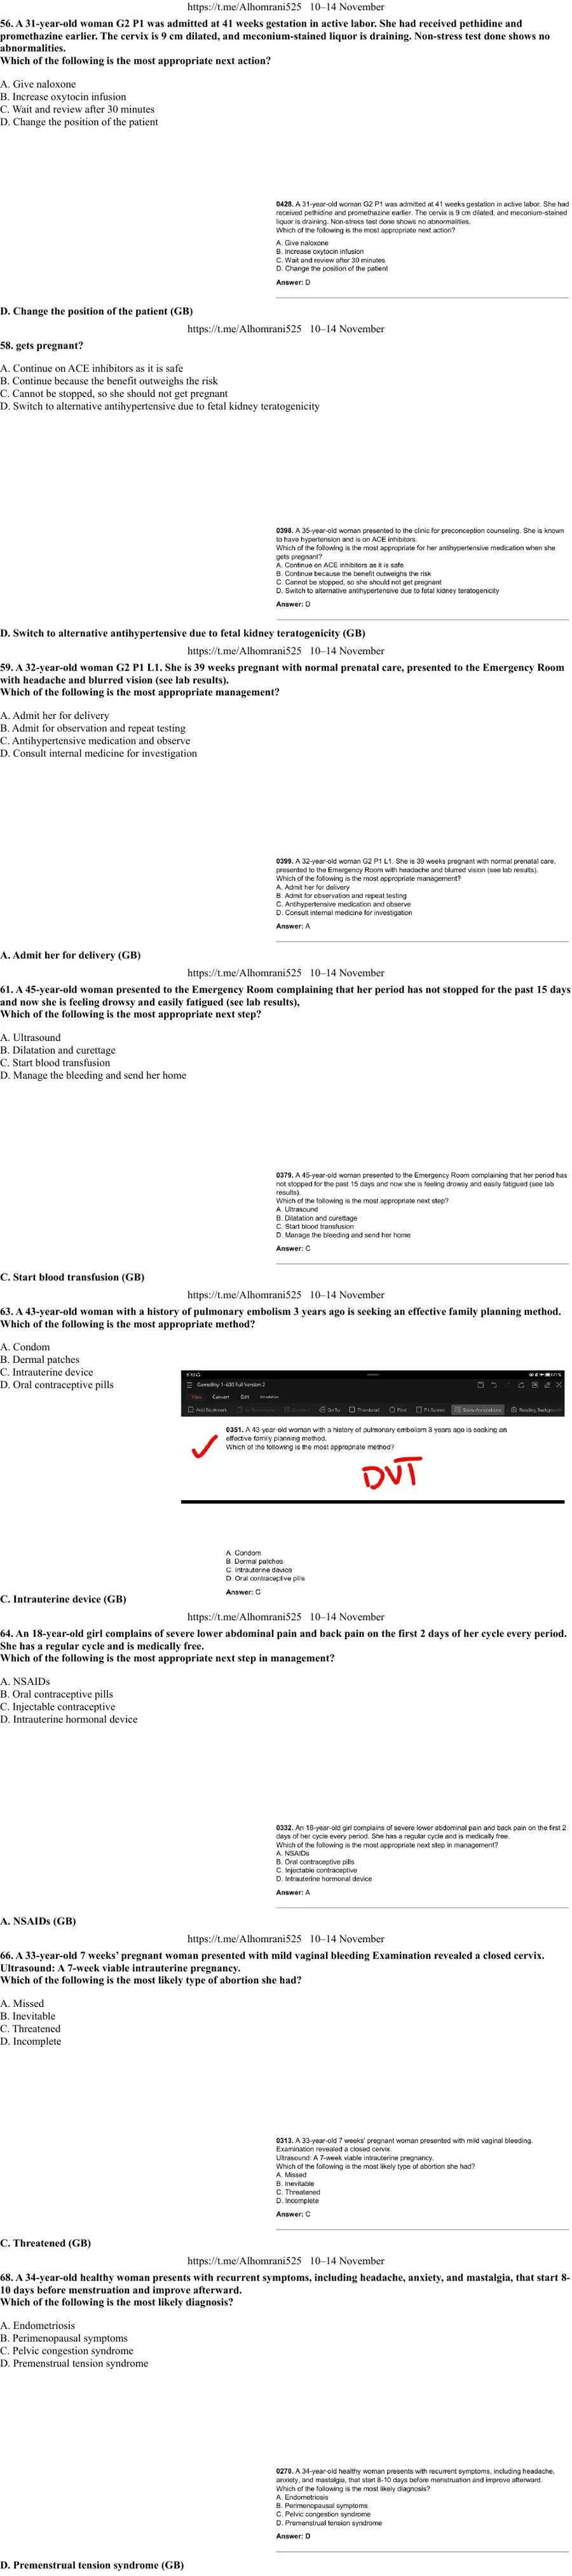 https://t.me/Alhomrani525 10–14 November
56. A 31-year-old woman G2 P1 was admitted at 41 weeks gestation in active labor. She had received pethidine and
promethazine earlier. The cervix is 9 cm dilated, and meconium-stained liquor is draining. Non-stress test done shows no
abnormalities.
Which of the following is the most appropriate next action?
A. Give naloxone
B. Increase oxytocin infusion
C. Wait and review after 30 minutes
D. Change the position of the patient
0428. A 31-year-old woman G2 P1 was admitted at 41 weeks gestation in active labor. She had
received pethidine and promethazine earlier. The cervix is 9 cm dilated, and meconium-stained
liquor is draining. Non-stress test done shows no abnormalities.
Which of the following is the most appropriate next action?
A. Give naloxone
B. Increase oxytocin infusion
C. Wait and review after 30 minutes
D. Change the position of the patient
Answer: D
D. Change the position of the patient (GB)
https://t.me/Alhomrani525 10–14 November
58. gets pregnant?
A. Continue on ACE inhibitors as it is safe
B. Continue because the benefit outweighs the risk
C. Cannot be stopped, so she should not get pregnant
D. Switch to alternative antihypertensive due to fetal kidney teratogenicity
0398. A 35-year-old woman presented to the clinic for preconception counseling. She is known
to have hypertension and is on ACE inhibitors.
Which of the following is the most appropriate for her antihypertensive medication when she
gets pregnant?
A. Continue on ACE inhibitors as it is safe
B. Continue because the benefit outweighs the risk
C. Cannot be stopped, so she should not get pregnant
D. Switch to alternative antihypertensive due to fetal kidney teratogenicity
Answer: D
D. Switch to alternative antihypertensive due to fetal kidney teratogenicity (GB)
https://t.me/Alhomrani525 10–14 November
59. A 32-year-old woman G2 P1 L1. She is 39 weeks pregnant with normal prenatal care, presented to the Emergency Room
with headache and blurred vision (see lab results).
Which of the following is the most appropriate management?
A. Admit her for delivery
B. Admit for observation and repeat testing
C. Antihypertensive medication and observe
D. Consult internal medicine for investigation
0399. A 32-year-old woman G2 P1 L1. She is 39 weeks pregnant with normal prenatal care,
presented to the Emergency Room with headache and blurred vision (see lab results).
Which of the following is the most appropriate management?
A. Admit her for delivery
B. Admit for observation and repeat testing
C. Antihypertensive medication and observe
D. Consult internal medicine for investigation
Answer: A
A. Admit her for delivery (GB)
https://t.me/Alhomrani525 10–14 November
61. A 45-year-old woman presented to the Emergency Room complaining that her period has not stopped for the past 15 days
and now she is feeling drowsy and easily fatigued (see lab results),
Which of the following is the most appropriate next step?
A. Ultrasound
B. Dilatation and curettage
C. Start blood transfusion
D. Manage the bleeding and send her home
0379. A 45-year-old woman presented to the Emergency Room complaining that her period has
not stopped for the past 15 days and now she is feeling drowsy and easily fatigued (see lab
results).
Which of the following is the most appropriate next step?
A. Ultrasound
B. Dilatation and curettage
C. Start blood transfusion
D. Manage the bleeding and send her home
Answer: C
C. Start blood transfusion (GB)
https://t.me/Alhomrani525 10–14 November
63. A 43-year-old woman with a history of pulmonary embolism 3 years ago is seeking an effective family planning method.
Which of the following is the most appropriate method?
A. Condom
B. Dermal patches
C. Intrauterine device
D. Oral contraceptive pills
Convert Edit
Add Bookmark Go To Thumbnail Find Fit Screen Show Annotations Reading Background
0351. A 43-year-old woman with a history of pulmonary embolism 3 years ago is seeking an
effective family planning method.
Which of the following is the most appropriate method?
DVT
A. Condom
B. Dermal patches
C. Intrauterine device
D. Oral contraceptive pills
Answer: C
C. Intrauterine device (GB)
https://t.me/Alhomrani525 10–14 November
64. An 18-year-old girl complains of severe lower abdominal pain and back pain on the first 2 days of her cycle every period.
She has a regular cycle and is medically free.
Which of the following is the most appropriate next step in management?
A. NSAIDs
B. Oral contraceptive pills
C. Injectable contraceptive
D. Intrauterine hormonal device
0332. An 18-year-old girl complains of severe lower abdominal pain and back pain on the first 2
days of her cycle every period. She has a regular cycle and is medically free.
Which of the following is the most appropriate next step in management?
A. NSAIDs
B. Oral contraceptive pills
C. Injectable contraceptive
D. Intrauterine hormonal device
Answer: A
A. NSAIDs (GB)
https://t.me/Alhomrani525 10–14 November
66. A 33-year-old 7 weeks’ pregnant woman presented with mild vaginal bleeding Examination revealed a closed cervix.
Ultrasound: A 7-week viable intrauterine pregnancy.
Which of the following is the most likely type of abortion she had?
A. Missed
B. Inevitable
C. Threatened
D. Incomplete
0313. A 33-year-old 7 weeks' pregnant woman presented with mild vaginal bleeding.
Examination revealed a closed cervix.
Ultrasound: A 7-week viable intrauterine pregnancy.
Which of the following is the most likely type of abortion she had?
A. Missed
B. Inevitable
C. Threatened
D. Incomplete
Answer: C
C. Threatened (GB)
https://t.me/Alhomrani525 10–14 November
68. A 34-year-old healthy woman presents with recurrent symptoms, including headache, anxiety, and mastalgia, that start 8-
10 days before menstruation and improve afterward.
Which of the following is the most likely diagnosis?
A. Endometriosis
B. Perimenopausal symptoms
C. Pelvic congestion syndrome
D. Premenstrual tension syndrome
0270. A 34-year-old healthy woman presents with recurrent symptoms, including headache,
anxiety, and mastalgia, that start 8-10 days before menstruation and improve afterward.
Which of the following is the most likely diagnosis?
A. Endometriosis
B. Perimenopausal symptoms
C. Pelvic congestion syndrome
D. Premenstrual tension syndrome
Answer: D
D. Premenstrual tension syndrome (GB)